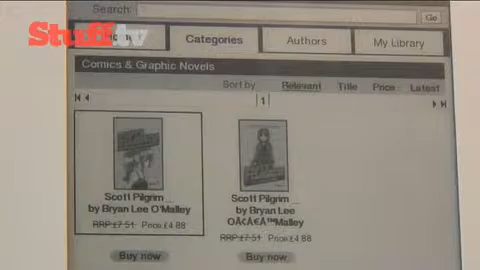 Search:
Go
Stuff.tv
Categories
Authors
My Library
Comics & Graphic Novels
Sort by Relevant Title Price Latest
1
Scott Pilgrim ...
by Bryan Lee O'Malley
RRP £7.51 Price £4.88
Buy now
Scott Pilgrim ...
by Bryan Lee
OÃ¢Â€Â™Malley
RRP £7.51 Price £4.88
Buy now